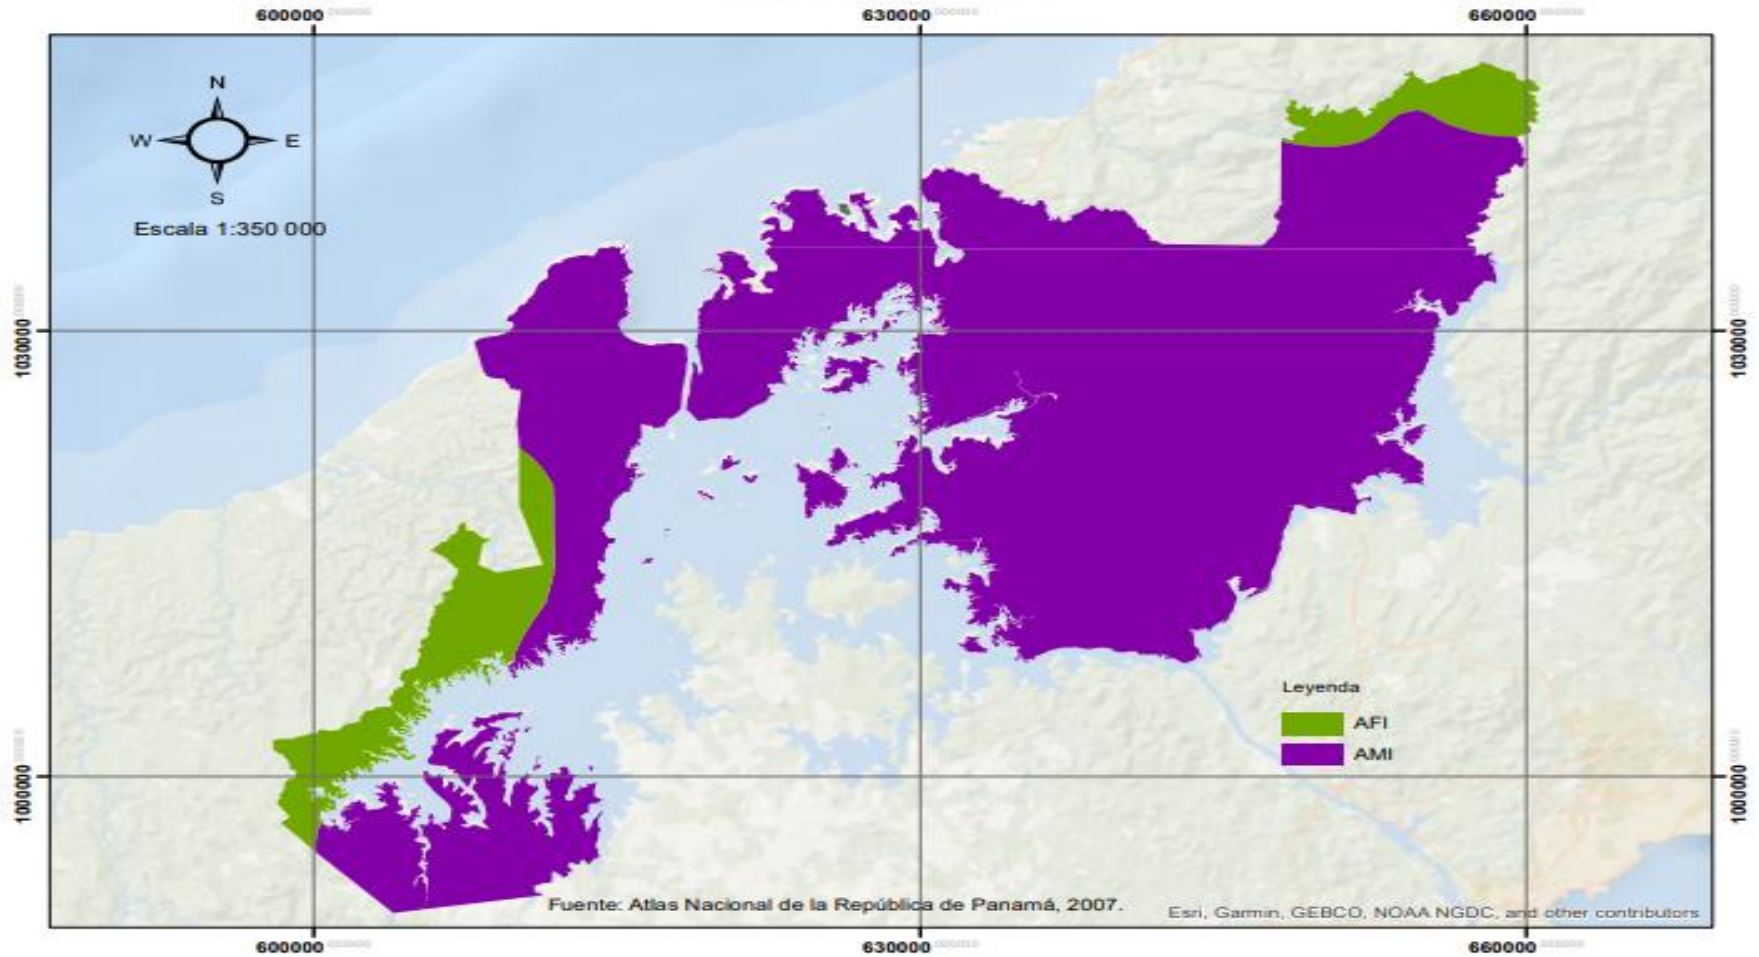 600000 630000 660000
N
W E
S
Escala 1:350 000
1030000 1030000
Leyenda
AFI
AMI
1000000 1000000
Fuente: Atlas Nacional de la República de Panamá, 2007.
Esri, Garmin, GEBCO, NOAA NGDC, and other contributors
600000 630000 660000